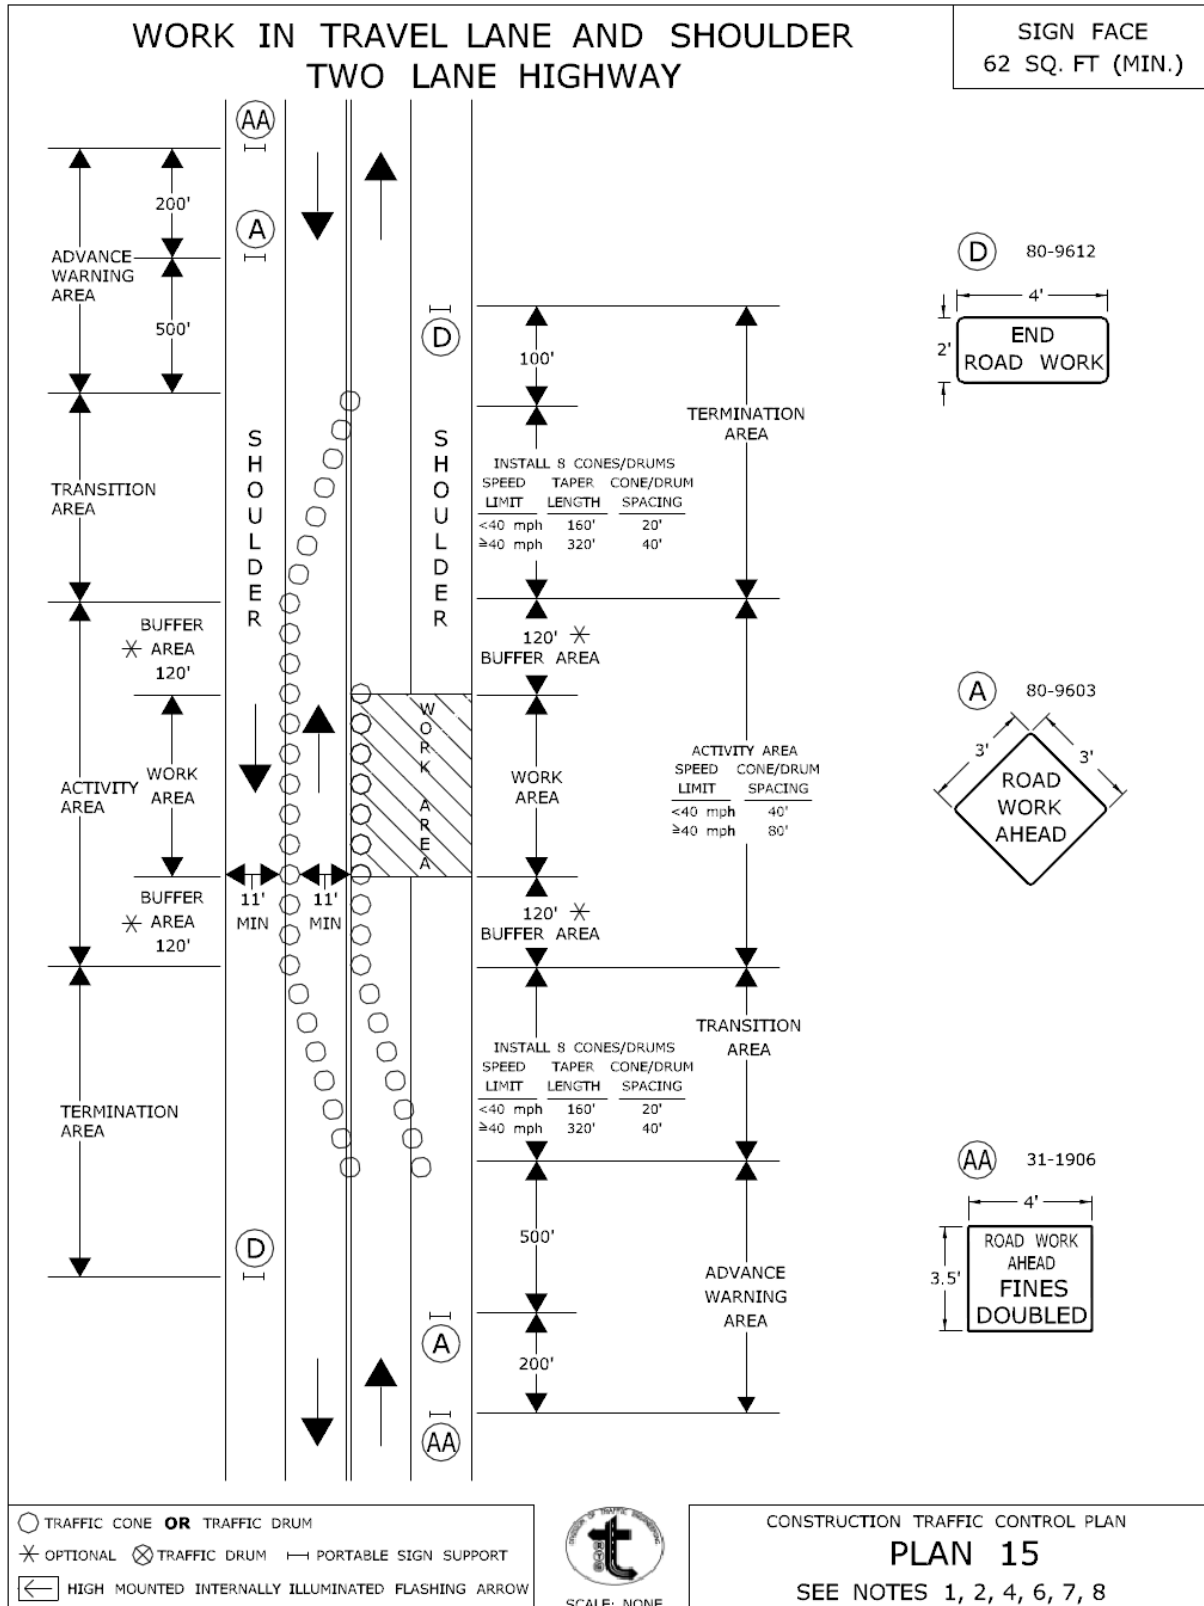 WORK IN TRAVEL LANE AND SHOULDER
TWO LANE HIGHWAY
SIGN FACE
62 SQ. FT (MIN.)
AA
200'
A
ADVANCE
WARNING
AREA
500'
D
100'
TERMINATION
AREA
D 80-9612
4'
2'
END
ROAD WORK
SHOULDER
SHOULDER
TRANSITION
AREA
INSTALL 8 CONES/DRUMS
SPEED TAPER CONE/DRUM
LIMIT LENGTH SPACING
<40 mph 160' 20'
≥40 mph 320' 40'
BUFFER
* AREA
120'
120' *
BUFFER AREA
WORK AREA
ACTIVITY
AREA
WORK
AREA
WORK
AREA
ACTIVITY AREA
SPEED CONE/DRUM
LIMIT SPACING
<40 mph 40'
≥40 mph 80'
A 80-9603
3'
3'
ROAD
WORK
AHEAD
BUFFER
* AREA
120'
11'
MIN
11'
MIN
120' *
BUFFER AREA
TRANSITION
AREA
INSTALL 8 CONES/DRUMS
SPEED TAPER CONE/DRUM
LIMIT LENGTH SPACING
<40 mph 160' 20'
≥40 mph 320' 40'
TERMINATION
AREA
D
500'
ADVANCE
WARNING
AREA
A
200'
AA
AA 31-1906
4'
3.5'
ROAD WORK
AHEAD
FINES
DOUBLED
TRAFFIC CONE OR TRAFFIC DRUM
* OPTIONAL TRAFFIC DRUM PORTABLE SIGN SUPPORT
HIGH MOUNTED INTERNALLY ILLUMINATED FLASHING ARROW
DIVISION OF TRAFFIC ENGINEERING
t
SCALE: NONE
CONSTRUCTION TRAFFIC CONTROL PLAN
PLAN 15
SEE NOTES 1, 2, 4, 6, 7, 8